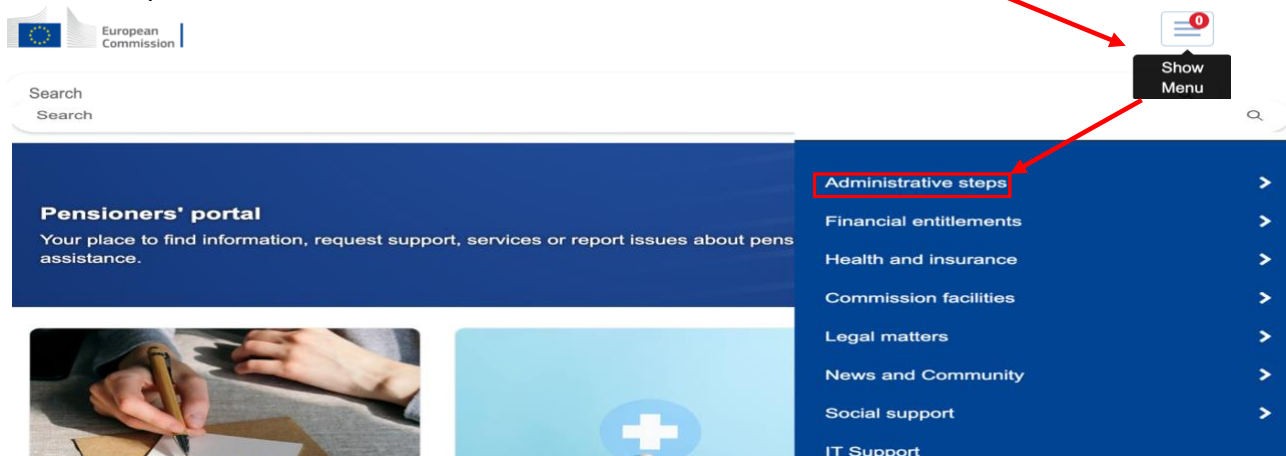 European
Commission
0
Show
Menu
Search
Search
Pensioners' portal
Your place to find information, request support, services or report issues about pens
assistance.
Administrative steps
Financial entitlements
Health and insurance
Commission facilities
Legal matters
News and Community
Social support
IT Support